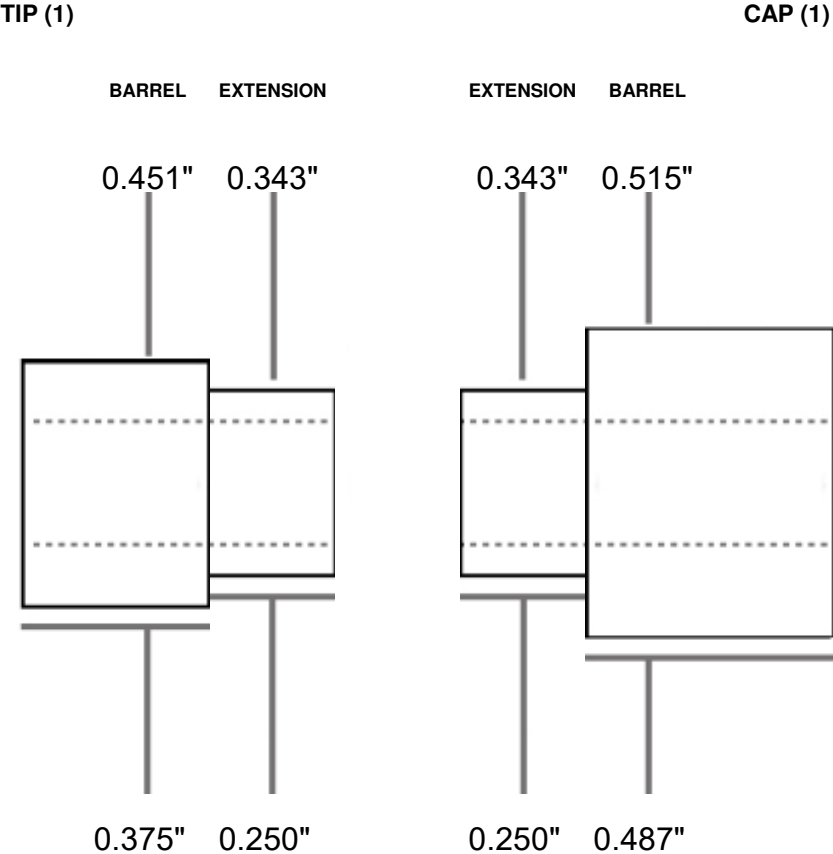 TIP (1) CAP (1)
BARREL EXTENSION EXTENSION BARREL
0.451" 0.343" 0.343" 0.515"
0.375" 0.250" 0.250" 0.487"